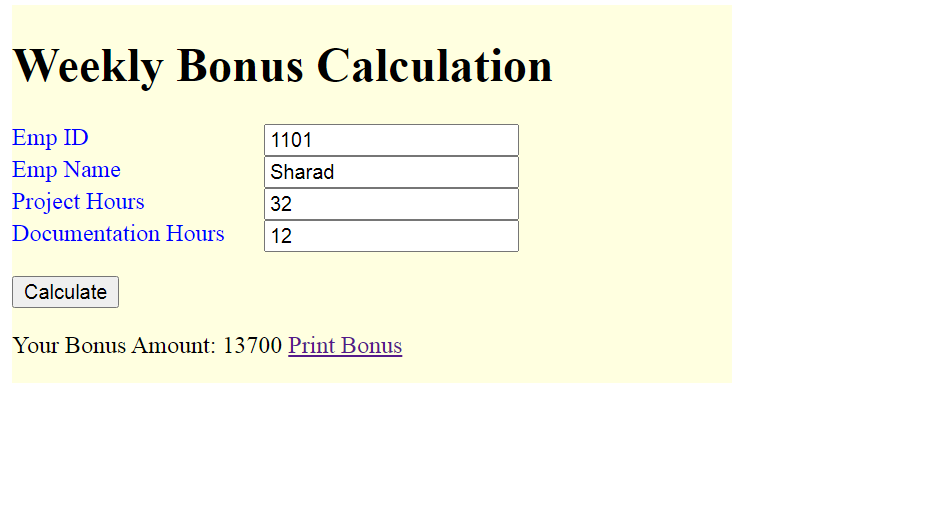 Weekly Bonus Calculation
Emp ID 1101
Emp Name Sharad
Project Hours 32
Documentation Hours 12
Calculate
Your Bonus Amount: 13700 Print Bonus